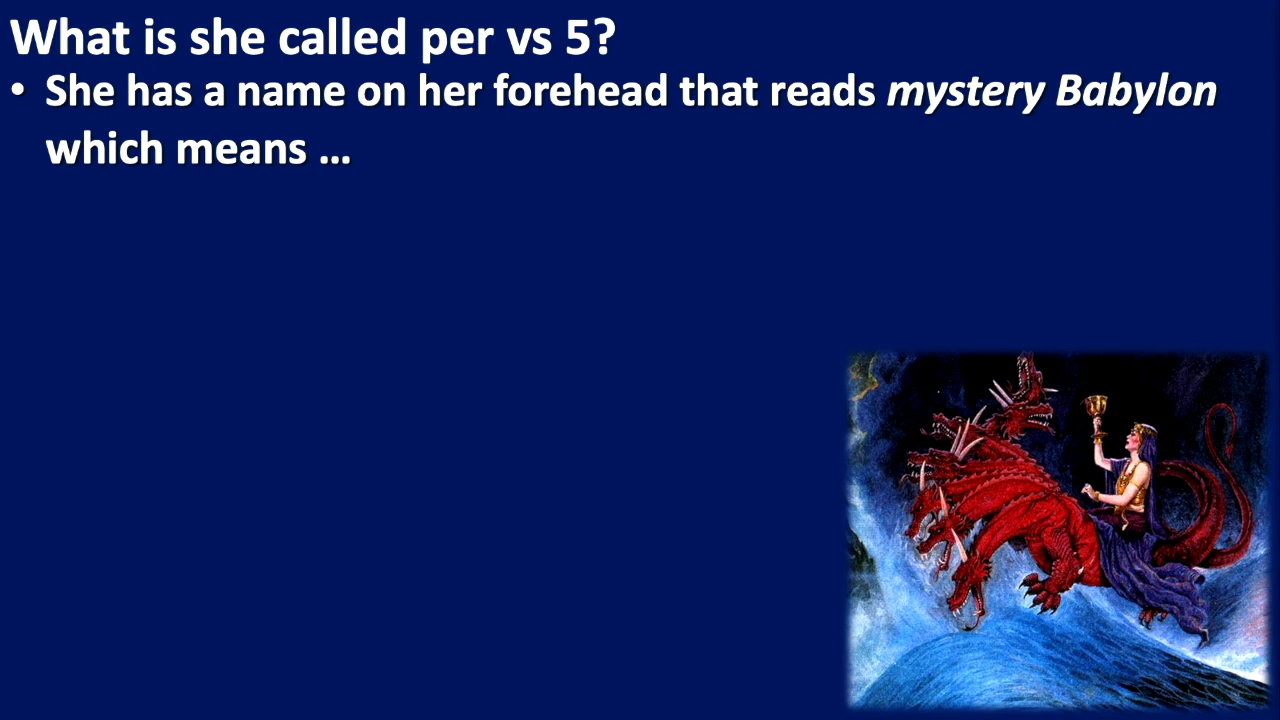 What is she called per vs 5?
• She has a name on her forehead that reads mystery Babylon
which means ...